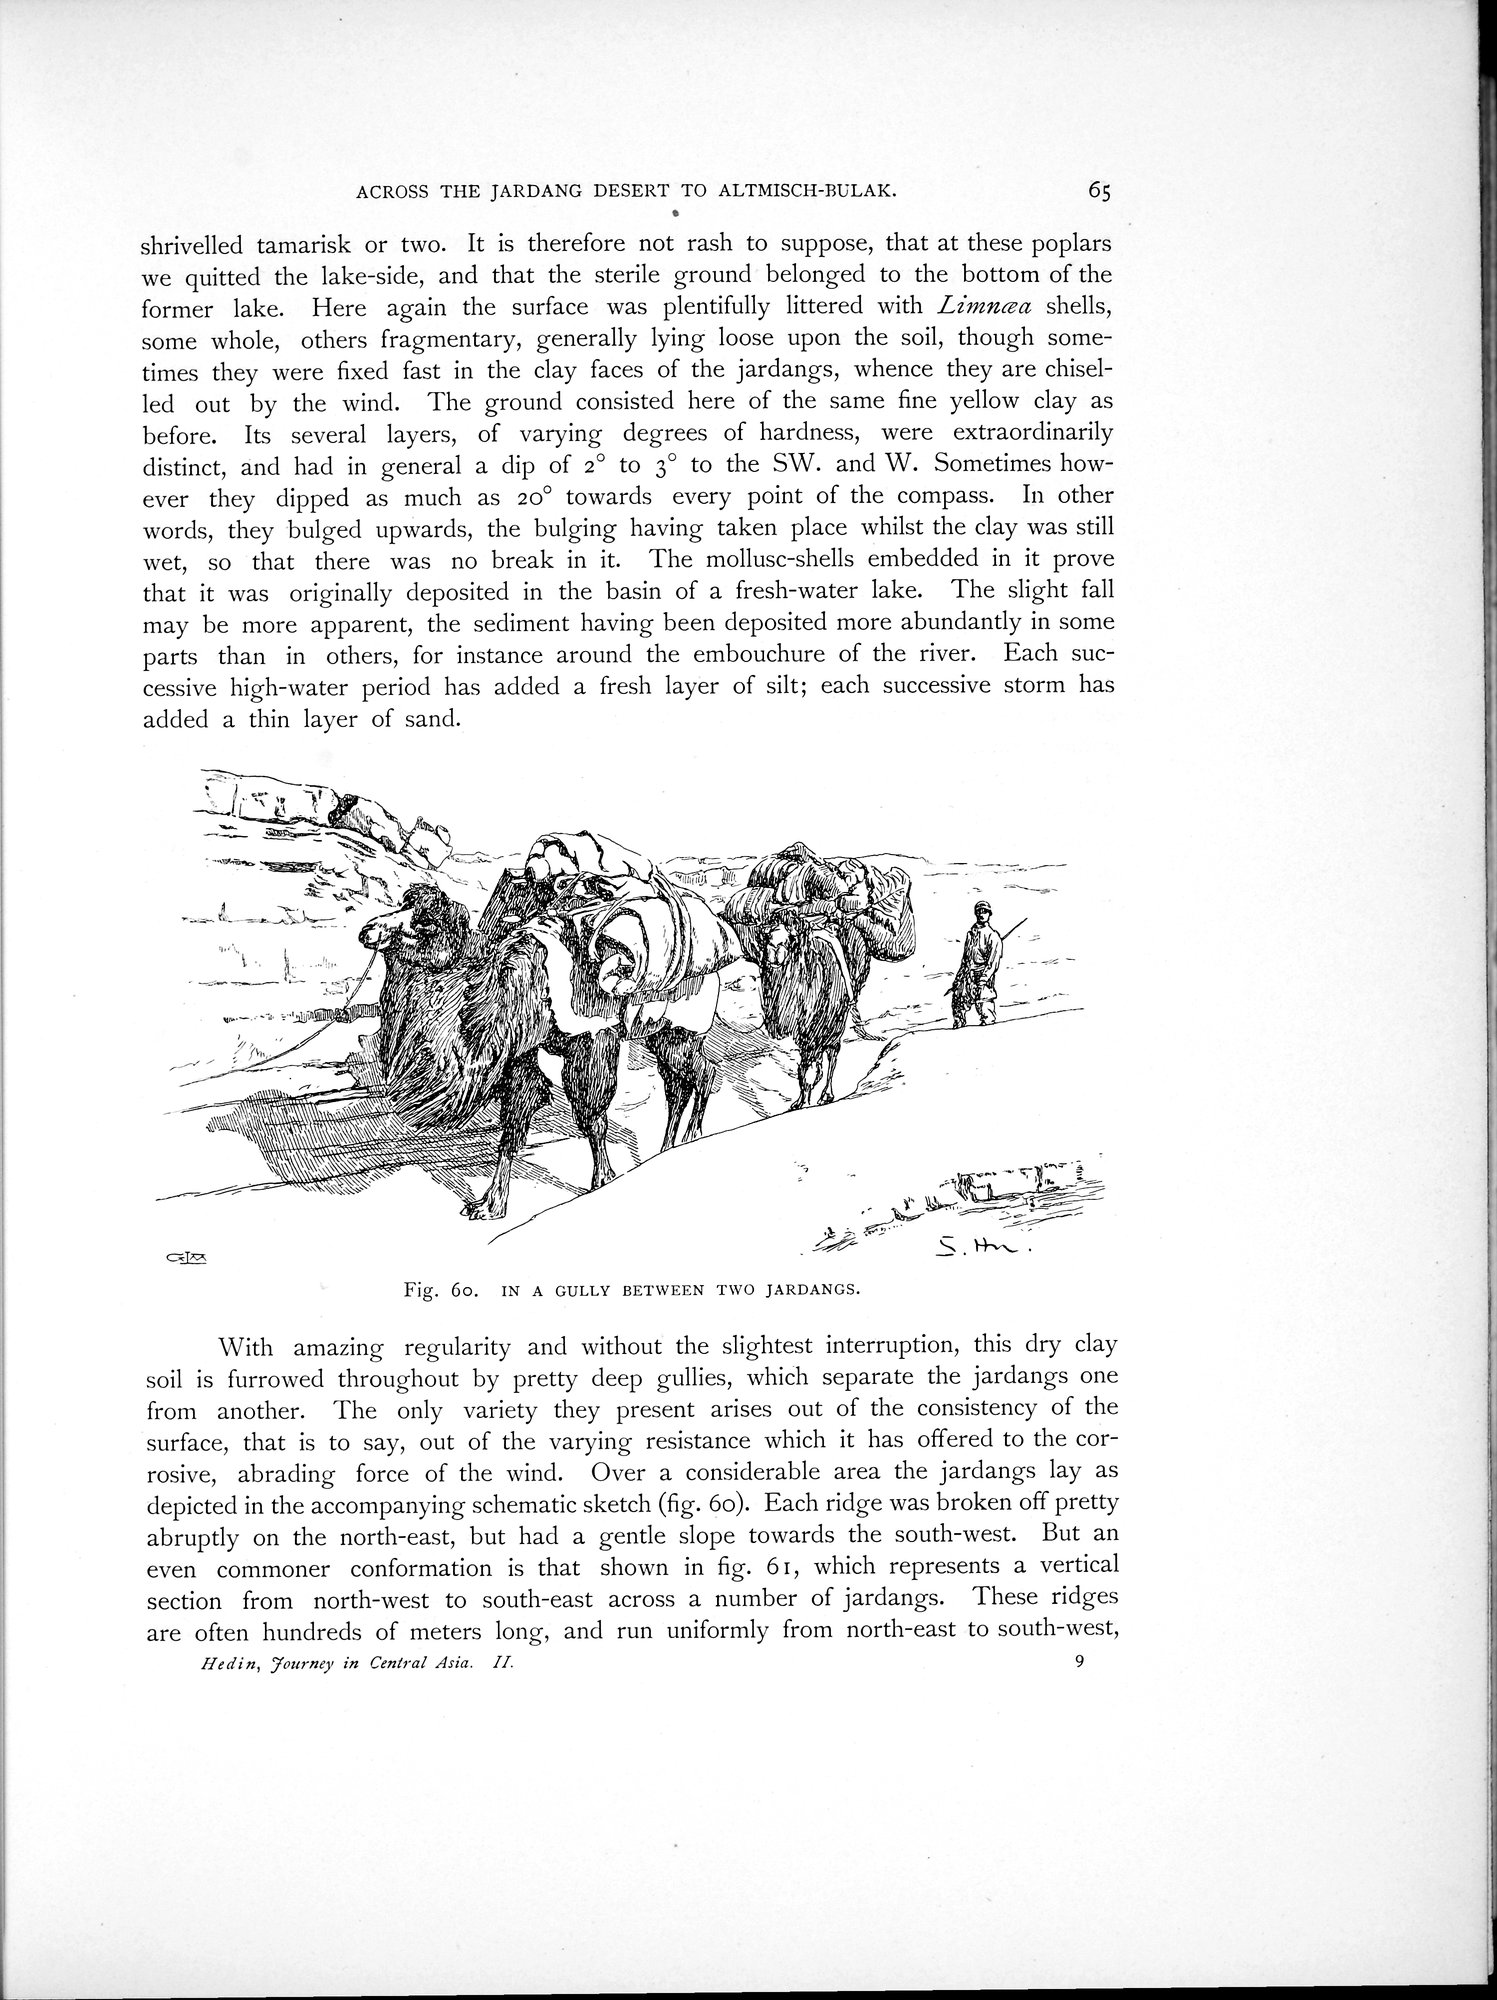 ACROSS THE JARDANG DESERT TO ALTMISCH-BULAK. 65
shrivelled tamarisk or two. It is therefore not rash to suppose, that at these poplars
we quitted the lake-side, and that the sterile ground belonged to the bottom of the
former lake. Here again the surface was plentifully littered with Limnœa shells,
some whole, others fragmentary, generally lying loose upon the soil, though some-
times they were fixed fast in the clay faces of the jardangs, whence they are chisel-
led out by the wind. The ground consisted here of the same fine yellow clay as
before. Its several layers, of varying degrees of hardness, were extraordinarily
distinct, and had in general a dip of 2° to 3° to the SW. and W. Sometimes how-
ever they dipped as much as 20° towards every point of the compass. In other
words, they bulged upwards, the bulging having taken place whilst the clay was still
wet, so that there was no break in it. The mollusc-shells embedded in it prove
that it was originally deposited in the basin of a fresh-water lake. The slight fall
may be more apparent, the sediment having been deposited more abundantly in some
parts than in others, for instance around the embouchure of the river. Each suc-
cessive high-water period has added a fresh layer of silt; each successive storm has
added a thin layer of sand.
S. Hn.
Fig. 60. IN A GULLY BETWEEN TWO JARDANGS.
With amazing regularity and without the slightest interruption, this dry clay
soil is furrowed throughout by pretty deep gullies, which separate the jardangs one
from another. The only variety they present arises out of the consistency of the
surface, that is to say, out of the varying resistance which it has offered to the cor-
rosive, abrading force of the wind. Over a considerable area the jardangs lay as
depicted in the accompanying schematic sketch (fig. 60). Each ridge was broken off pretty
abruptly on the north-east, but had a gentle slope towards the south-west. But an
even commoner conformation is that shown in fig. 61, which represents a vertical
section from north-west to south-east across a number of jardangs. These ridges
are often hundreds of meters long, and run uniformly from north-east to south-west,
Hedin, Journey in Central Asia. II. 9